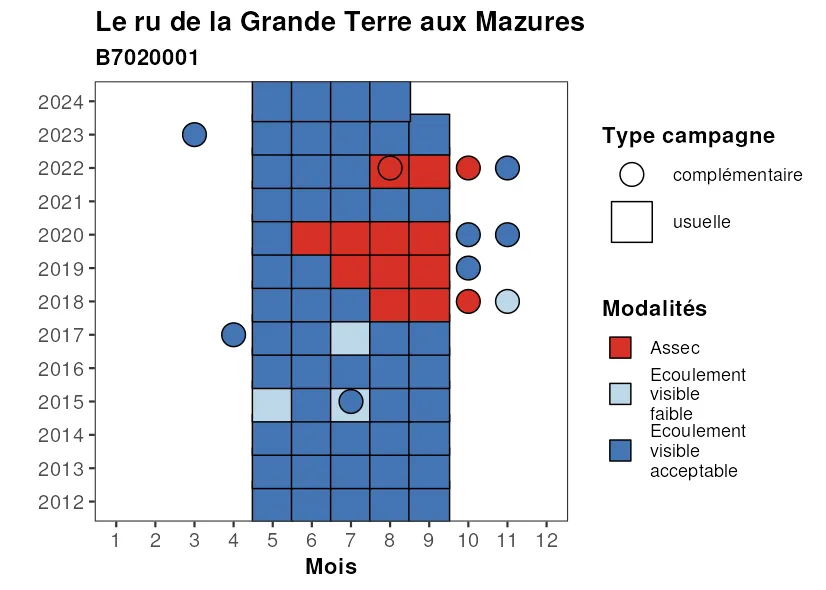 Le ru de la Grande Terre aux Mazures
B7020001
2024
2023
2022
2021
2020
2019
2018
2017
2016
2015
2014
2013
2012
1 2 3 4 5 6 7 8 9 10 11 12
Mois
Type campagne
complémentaire
usuelle
Modalités
Assec
Ecoulement
visible
faible
Ecoulement
visible
acceptable